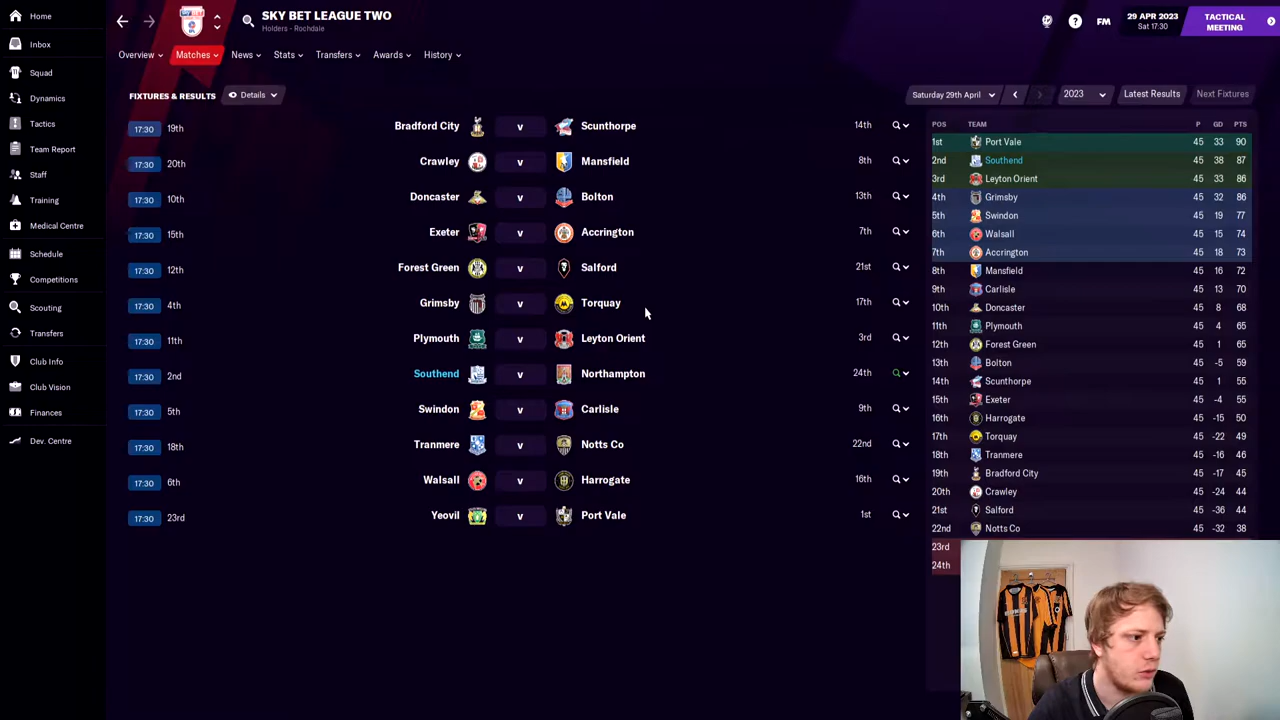 Home
Inbox
Squad
Dynamics
Tactics
Team Report
Staff
Training
Medical Centre
Schedule
Competitions
Scouting
Transfers
Club Info
Club Vision
Finances
Dev. Centre
SKY BET LEAGUE TWO
Holders - Rochdale
? FM 29 APR 2023
Sat 17:30
TACTICAL
MEETING
Overview Matches News Stats Transfers Awards History
FIXTURES & RESULTS Details Saturday 29th April 2023 Latest Results Next Fixtures
17:30 19th Bradford City v Scunthorpe 14th
17:30 20th Crawley v Mansfield 8th
17:30 10th Doncaster v Bolton 13th
17:30 15th Exeter v Accrington 7th
17:30 12th Forest Green v Salford 21st
17:30 4th Grimsby v Torquay 17th
17:30 11th Plymouth v Leyton Orient 3rd
17:30 2nd Southend v Northampton 24th
17:30 5th Swindon v Carlisle 9th
17:30 18th Tranmere v Notts Co 22nd
17:30 6th Walsall v Harrogate 16th
17:30 23rd Yeovil v Port Vale 1st
POS TEAM P GD PTS
1st Port Vale 45 33 90
2nd Southend 45 38 87
3rd Leyton Orient 45 33 86
4th Grimsby 45 32 86
5th Swindon 45 19 77
6th Walsall 45 15 74
7th Accrington 45 18 73
8th Mansfield 45 16 72
9th Carlisle 45 13 70
10th Doncaster 45 8 68
11th Plymouth 45 4 65
12th Forest Green 45 1 65
13th Bolton 45 -5 59
14th Scunthorpe 45 1 55
15th Exeter 45 -4 55
16th Harrogate 45 -15 50
17th Torquay 45 -22 49
18th Tranmere 45 -16 46
19th Bradford City 45 -17 45
20th Crawley 45 -24 44
21st Salford 45 -36 44
22nd Notts Co 45 -32 38
23rd
24th